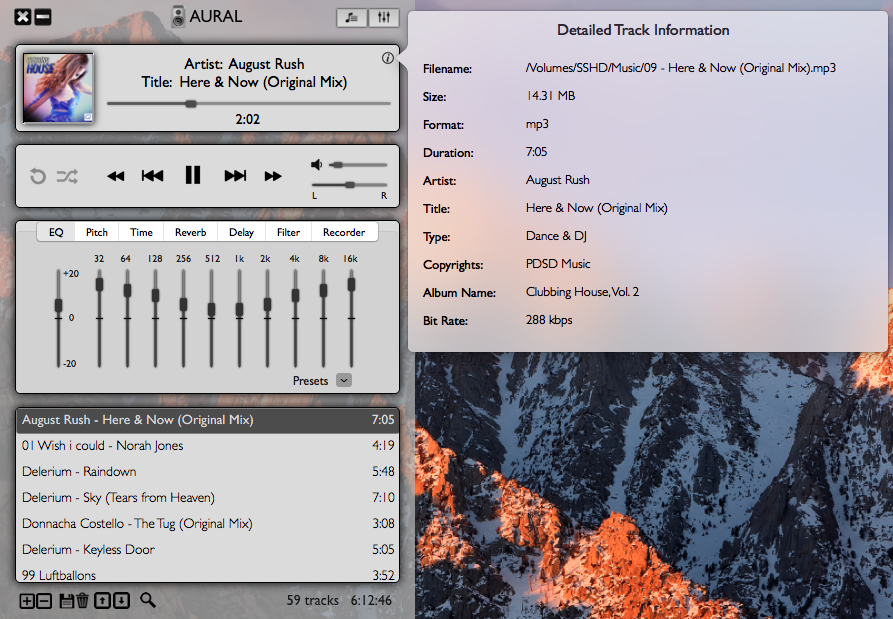 AURAL
Artist: August Rush
Title: Here & Now (Original Mix)
2:02
L R
EQ Pitch Time Reverb Delay Filter Recorder
32 64 128 256 512 1k 2k 4k 8k 16k
+20
0
-20
Presets
August Rush - Here & Now (Original Mix) 7:05
01 Wish i could - Norah Jones 4:19
Delerium - Raindown 5:48
Delerium - Sky (Tears from Heaven) 7:10
Donnacha Costello - The Tug (Original Mix) 3:08
Delerium - Keyless Door 5:05
99 Luftballons 3:52
59 tracks 6:12:46
Detailed Track Information
Filename: /Volumes/SSHD/Music/09 - Here & Now (Original Mix).mp3
Size: 14.31 MB
Format: mp3
Duration: 7:05
Artist: August Rush
Title: Here & Now (Original Mix)
Type: Dance & DJ
Copyrights: PDSD Music
Album Name: Clubbing House, Vol. 2
Bit Rate: 288 kbps